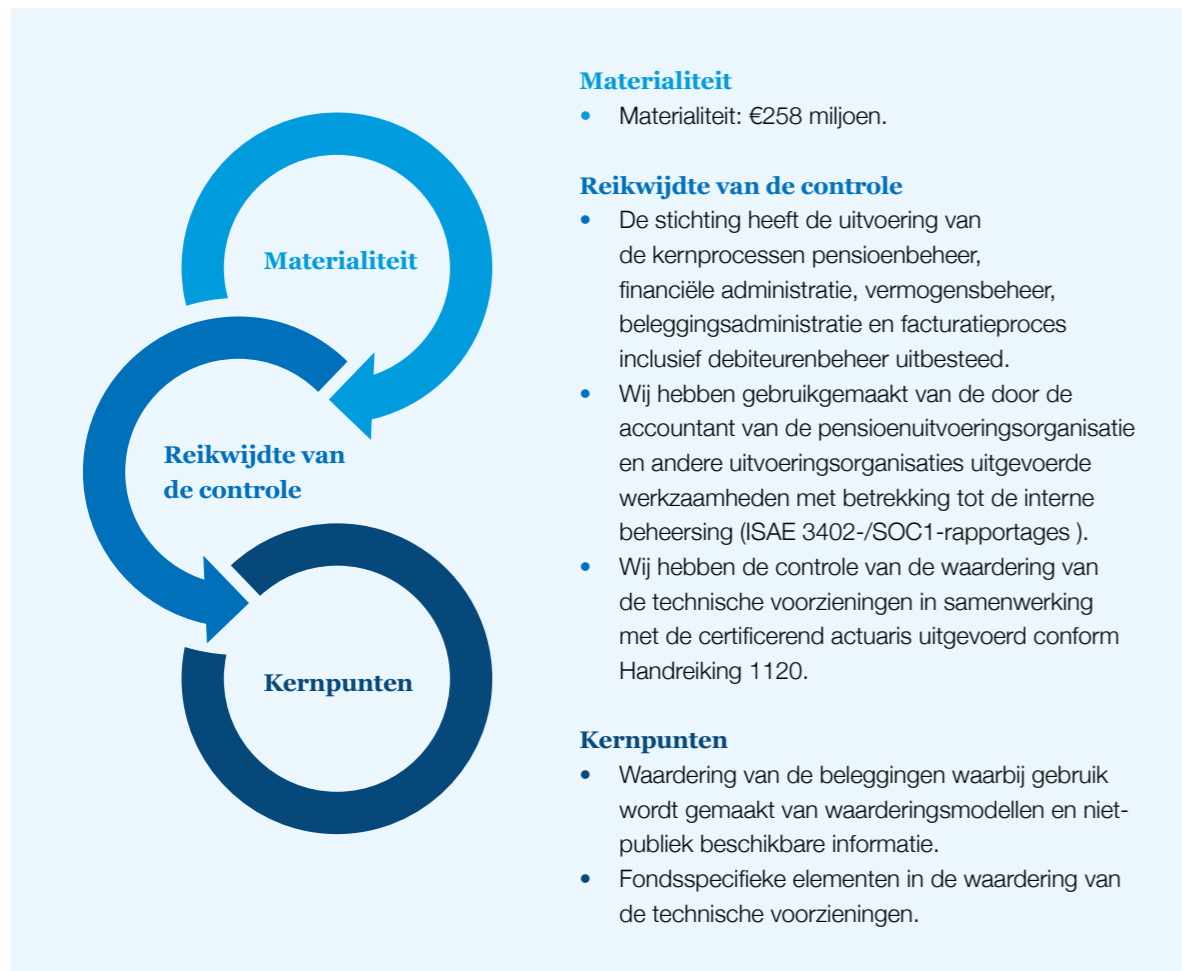 Materialiteit
Reikwijdte van
de controle
Kernpunten
Materialiteit
• Materialiteit: €258 miljoen.
Reikwijdte van de controle
• De stichting heeft de uitvoering van
de kernprocessen pensioenbeheer,
financiële administratie, vermogensbeheer,
beleggingsadministratie en facturatieproces
inclusief debiteurenbeheer uitbesteed.
• Wij hebben gebruikgemaakt van de door de
accountant van de pensioenuitvoeringsorganisatie
en andere uitvoeringsorganisaties uitgevoerde
werkzaamheden met betrekking tot de interne
beheersing (ISAE 3402-/SOC1-rapportages ).
• Wij hebben de controle van de waardering van
de technische voorzieningen in samenwerking
met de certificerend actuaris uitgevoerd conform
Handreiking 1120.
Kernpunten
• Waardering van de beleggingen waarbij gebruik
wordt gemaakt van waarderingsmodellen en niet-
publiek beschikbare informatie.
• Fondsspecifieke elementen in de waardering van
de technische voorzieningen.